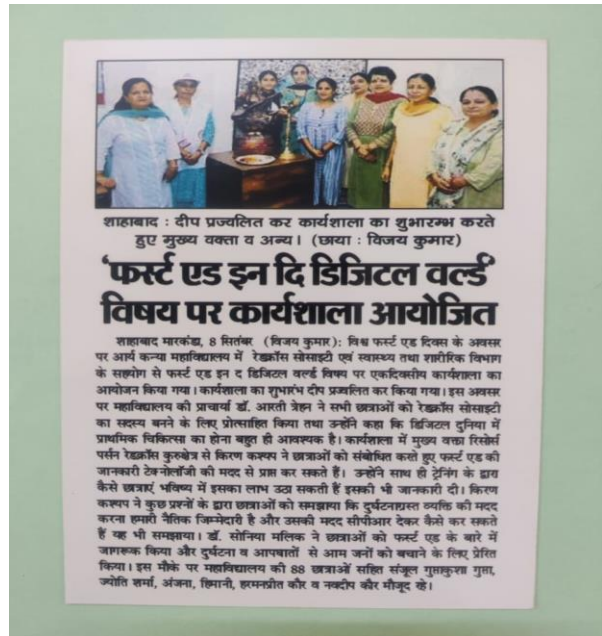 शाहाबाद : दीप प्रज्वलित कर कार्यशाला का शुभारम्भ करते
हुए मुख्य वक्ता व अन्य। (छाया : विजय कुमार)
'फर्स्ट एड इन दि डिजिटल वर्ल्ड'
विषय पर कार्यशाला आयोजित
शाहाबाद मारकंडा, 8 सितंबर (विजय कुमार): विश्व फर्स्ट एड दिवस के अवसर
पर आर्य कन्या महाविद्यालय में रेडक्रॉस सोसाइटी एवं स्वास्थ्य तथा शारीरिक विभाग
के सहयोग से फर्स्ट एड इन द डिजिटल वर्ल्ड विषय पर एकदिवसीय कार्यशाला का
आयोजन किया गया। कार्यशाला का शुभारंभ दीप प्रज्वलित कर किया गया। इस अवसर
पर महाविद्यालय की प्राचार्या डॉ. आरती त्रेहन ने सभी छात्राओं को रेडक्रॉस सोसाइटी
का सदस्य बनने के लिए प्रोत्साहित किया तथा उन्होंने कहा कि डिजिटल दुनिया में
प्राथमिक चिकित्सा का होना बहुत ही आवश्यक है। कार्यशाला में मुख्य वक्ता रिसोर्स
पर्सन रेडक्रॉस कुरुक्षेत्र से किरण कश्यप ने छात्राओं को संबोधित करते हुए फर्स्ट एड की
जानकारी टेक्नोलॉजी की मदद से प्राप्त कर सकते हैं। उन्होंने साथ ही ट्रेनिंग के द्वारा
कैसे छात्राएं भविष्य में इसका लाभ उठा सकती हैं इसकी भी जानकारी दी। किरण
कश्यप ने कुछ प्रश्नों के द्वारा छात्राओं को समझाया कि दुर्घटनाग्रस्त व्यक्ति की मदद
करना हमारी नैतिक जिम्मेदारी है और उसकी मदद सीपीआर देकर कैसे कर सकते
हैं यह भी समझाया। डॉ. सोनिया मलिक ने छात्राओं को फर्स्ट एड के बारे में
जागरूक किया और दुर्घटना व आपघातों से आम जनों को बचाने के लिए प्रेरित
किया। इस मौके पर महाविद्यालय की 88 छात्राओं सहित संजूल गुप्ताकुशा गुप्ता,
ज्योति शर्मा, अंजना, हिमानी, हरमनप्रीत कौर व नवदीप कौर मौजूद रहे।